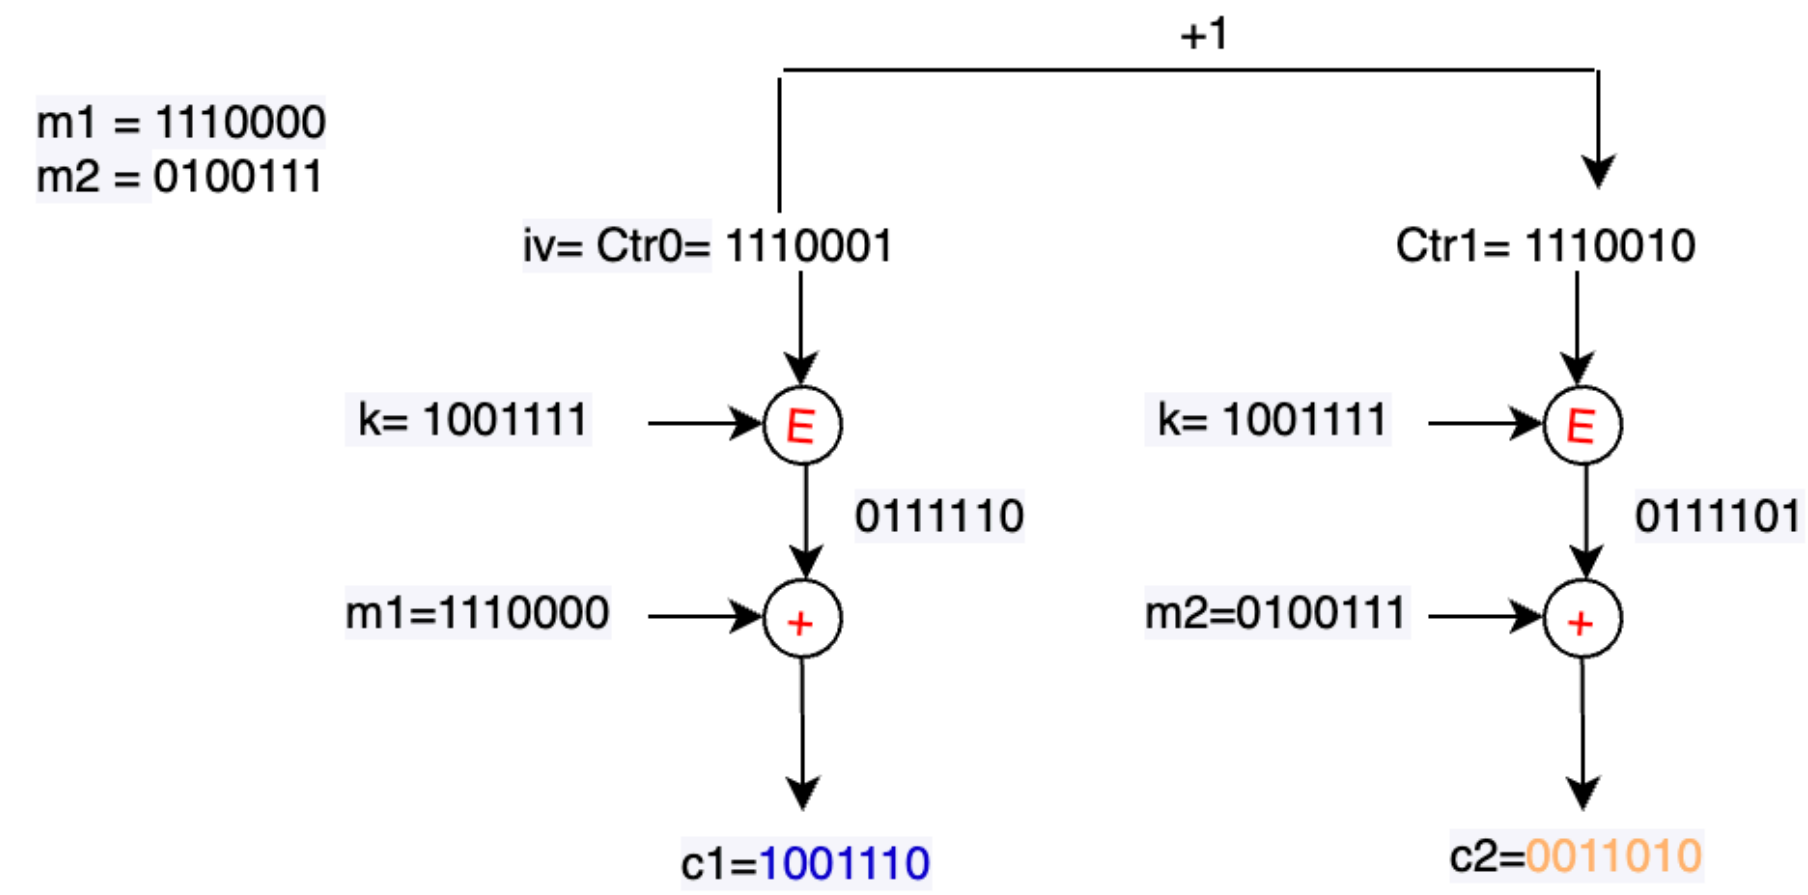 +1
m1 = 1110000
m2 = 0100111
iv= Ctr0= 1110001
Ctr1= 1110010
k= 1001111
E
k= 1001111
E
0111110
0111101
m1=1110000
+
m2=0100111
+
c1=1001110
c2=0011010